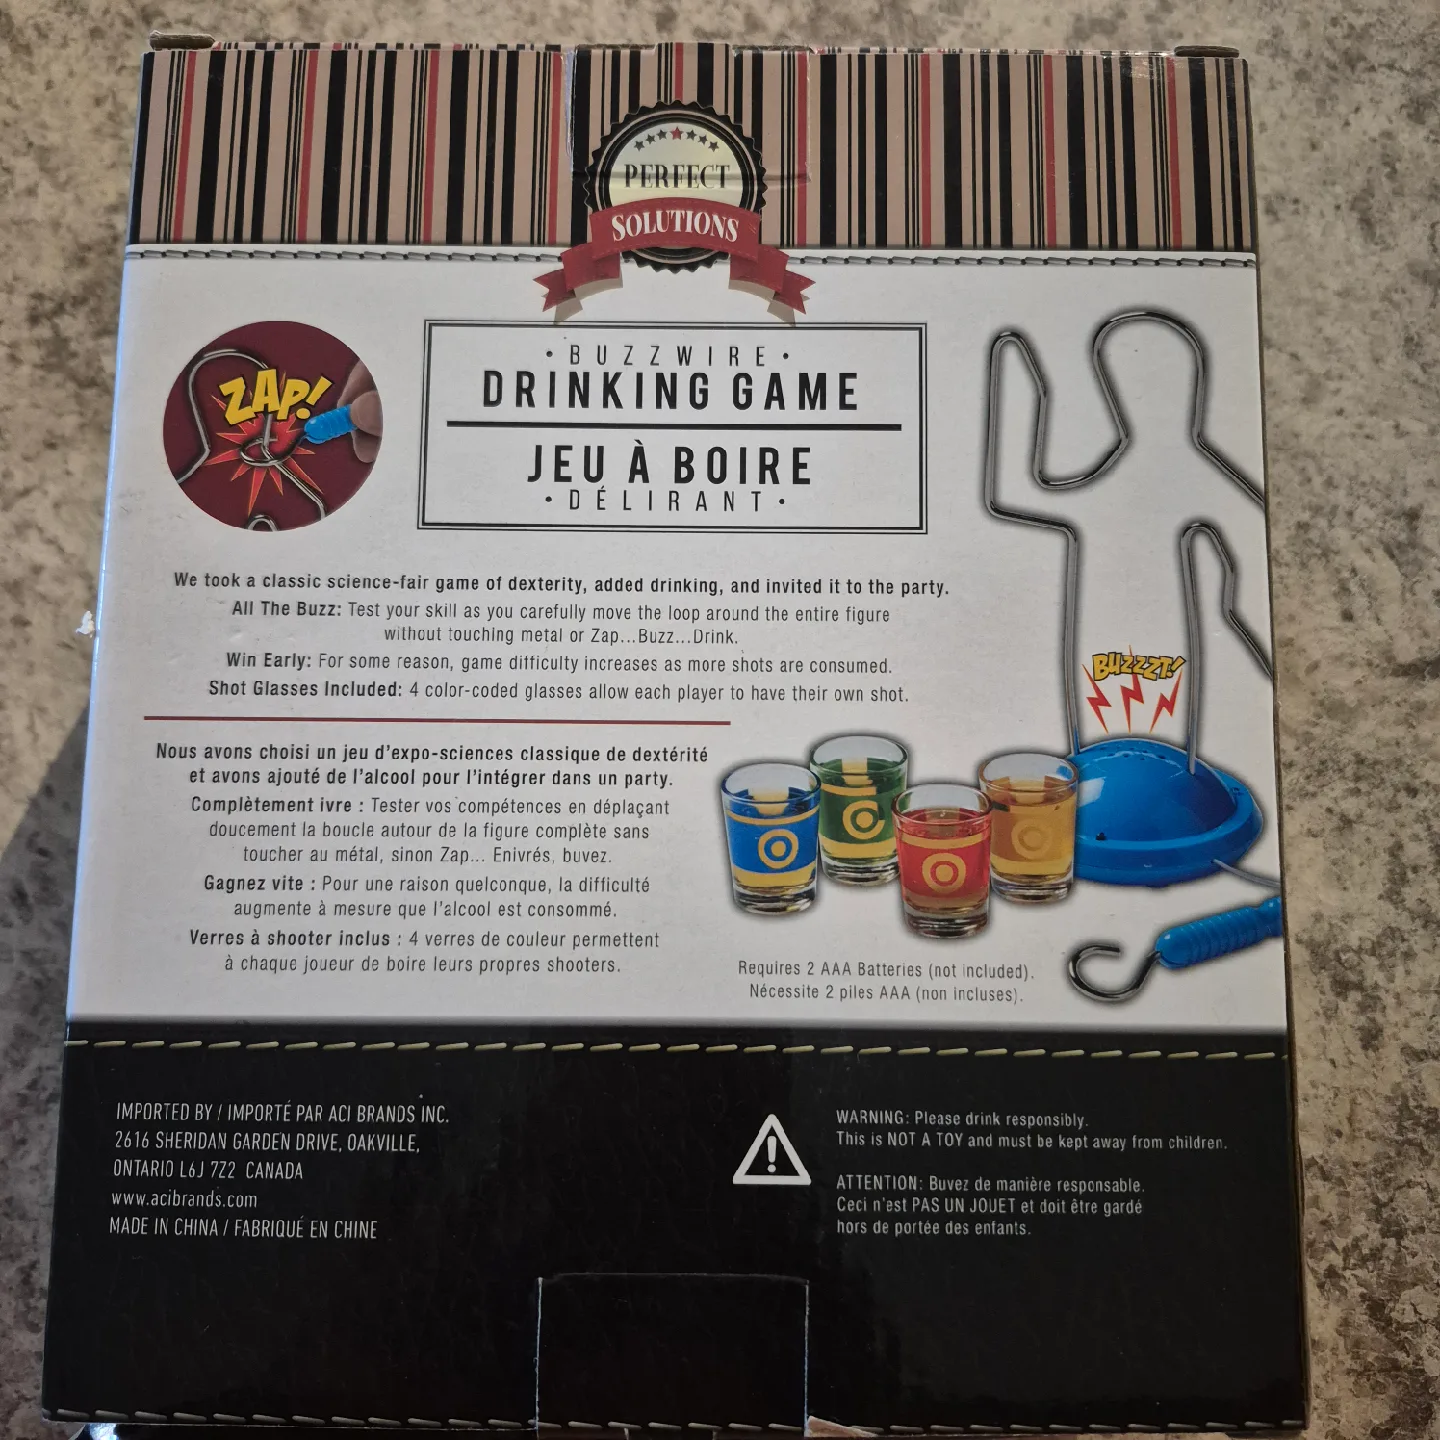 PERFECT
SOLUTIONS
ZAP!
• BUZZWIRE •
DRINKING GAME
JEU À BOIRE
• DÉLIRANT •
We took a classic science-fair game of dexterity, added drinking, and invited it to the party.
All The Buzz: Test your skill as you carefully move the loop around the entire figure
without touching metal or Zap...Buzz...Drink.
Win Early: For some reason, game difficulty increases as more shots are consumed.
Shot Glasses Included: 4 color-coded glasses allow each player to have their own shot.
BUZZZT!
Nous avons choisi un jeu d'expo-sciences classique de dextérité
et avons ajouté de l'alcool pour l'intégrer dans un party.
Complètement ivre : Tester vos compétences en déplaçant
doucement la boucle autour de la figure complète sans
toucher au métal, sinon Zap... Enivrés, buvez.
Gagnez vite : Pour une raison quelconque, la difficulté
augmente à mesure que l'alcool est consommé.
Verres à shooter inclus : 4 verres de couleur permettent
à chaque joueur de boire leurs propres shooters.
Requires 2 AAA Batteries (not included).
Nécessite 2 piles AAA (non incluses).
IMPORTED BY / IMPORTÉ PAR ACI BRANDS INC.
2616 SHERIDAN GARDEN DRIVE, OAKVILLE,
ONTARIO L6J 7Z2 CANADA
www.acibrands.com
MADE IN CHINA / FABRIQUÉ EN CHINE
WARNING: Please drink responsibly.
This is NOT A TOY and must be kept away from children.
ATTENTION: Buvez de manière responsable.
Ceci n'est PAS UN JOUET et doit être gardé
hors de portée des enfants.